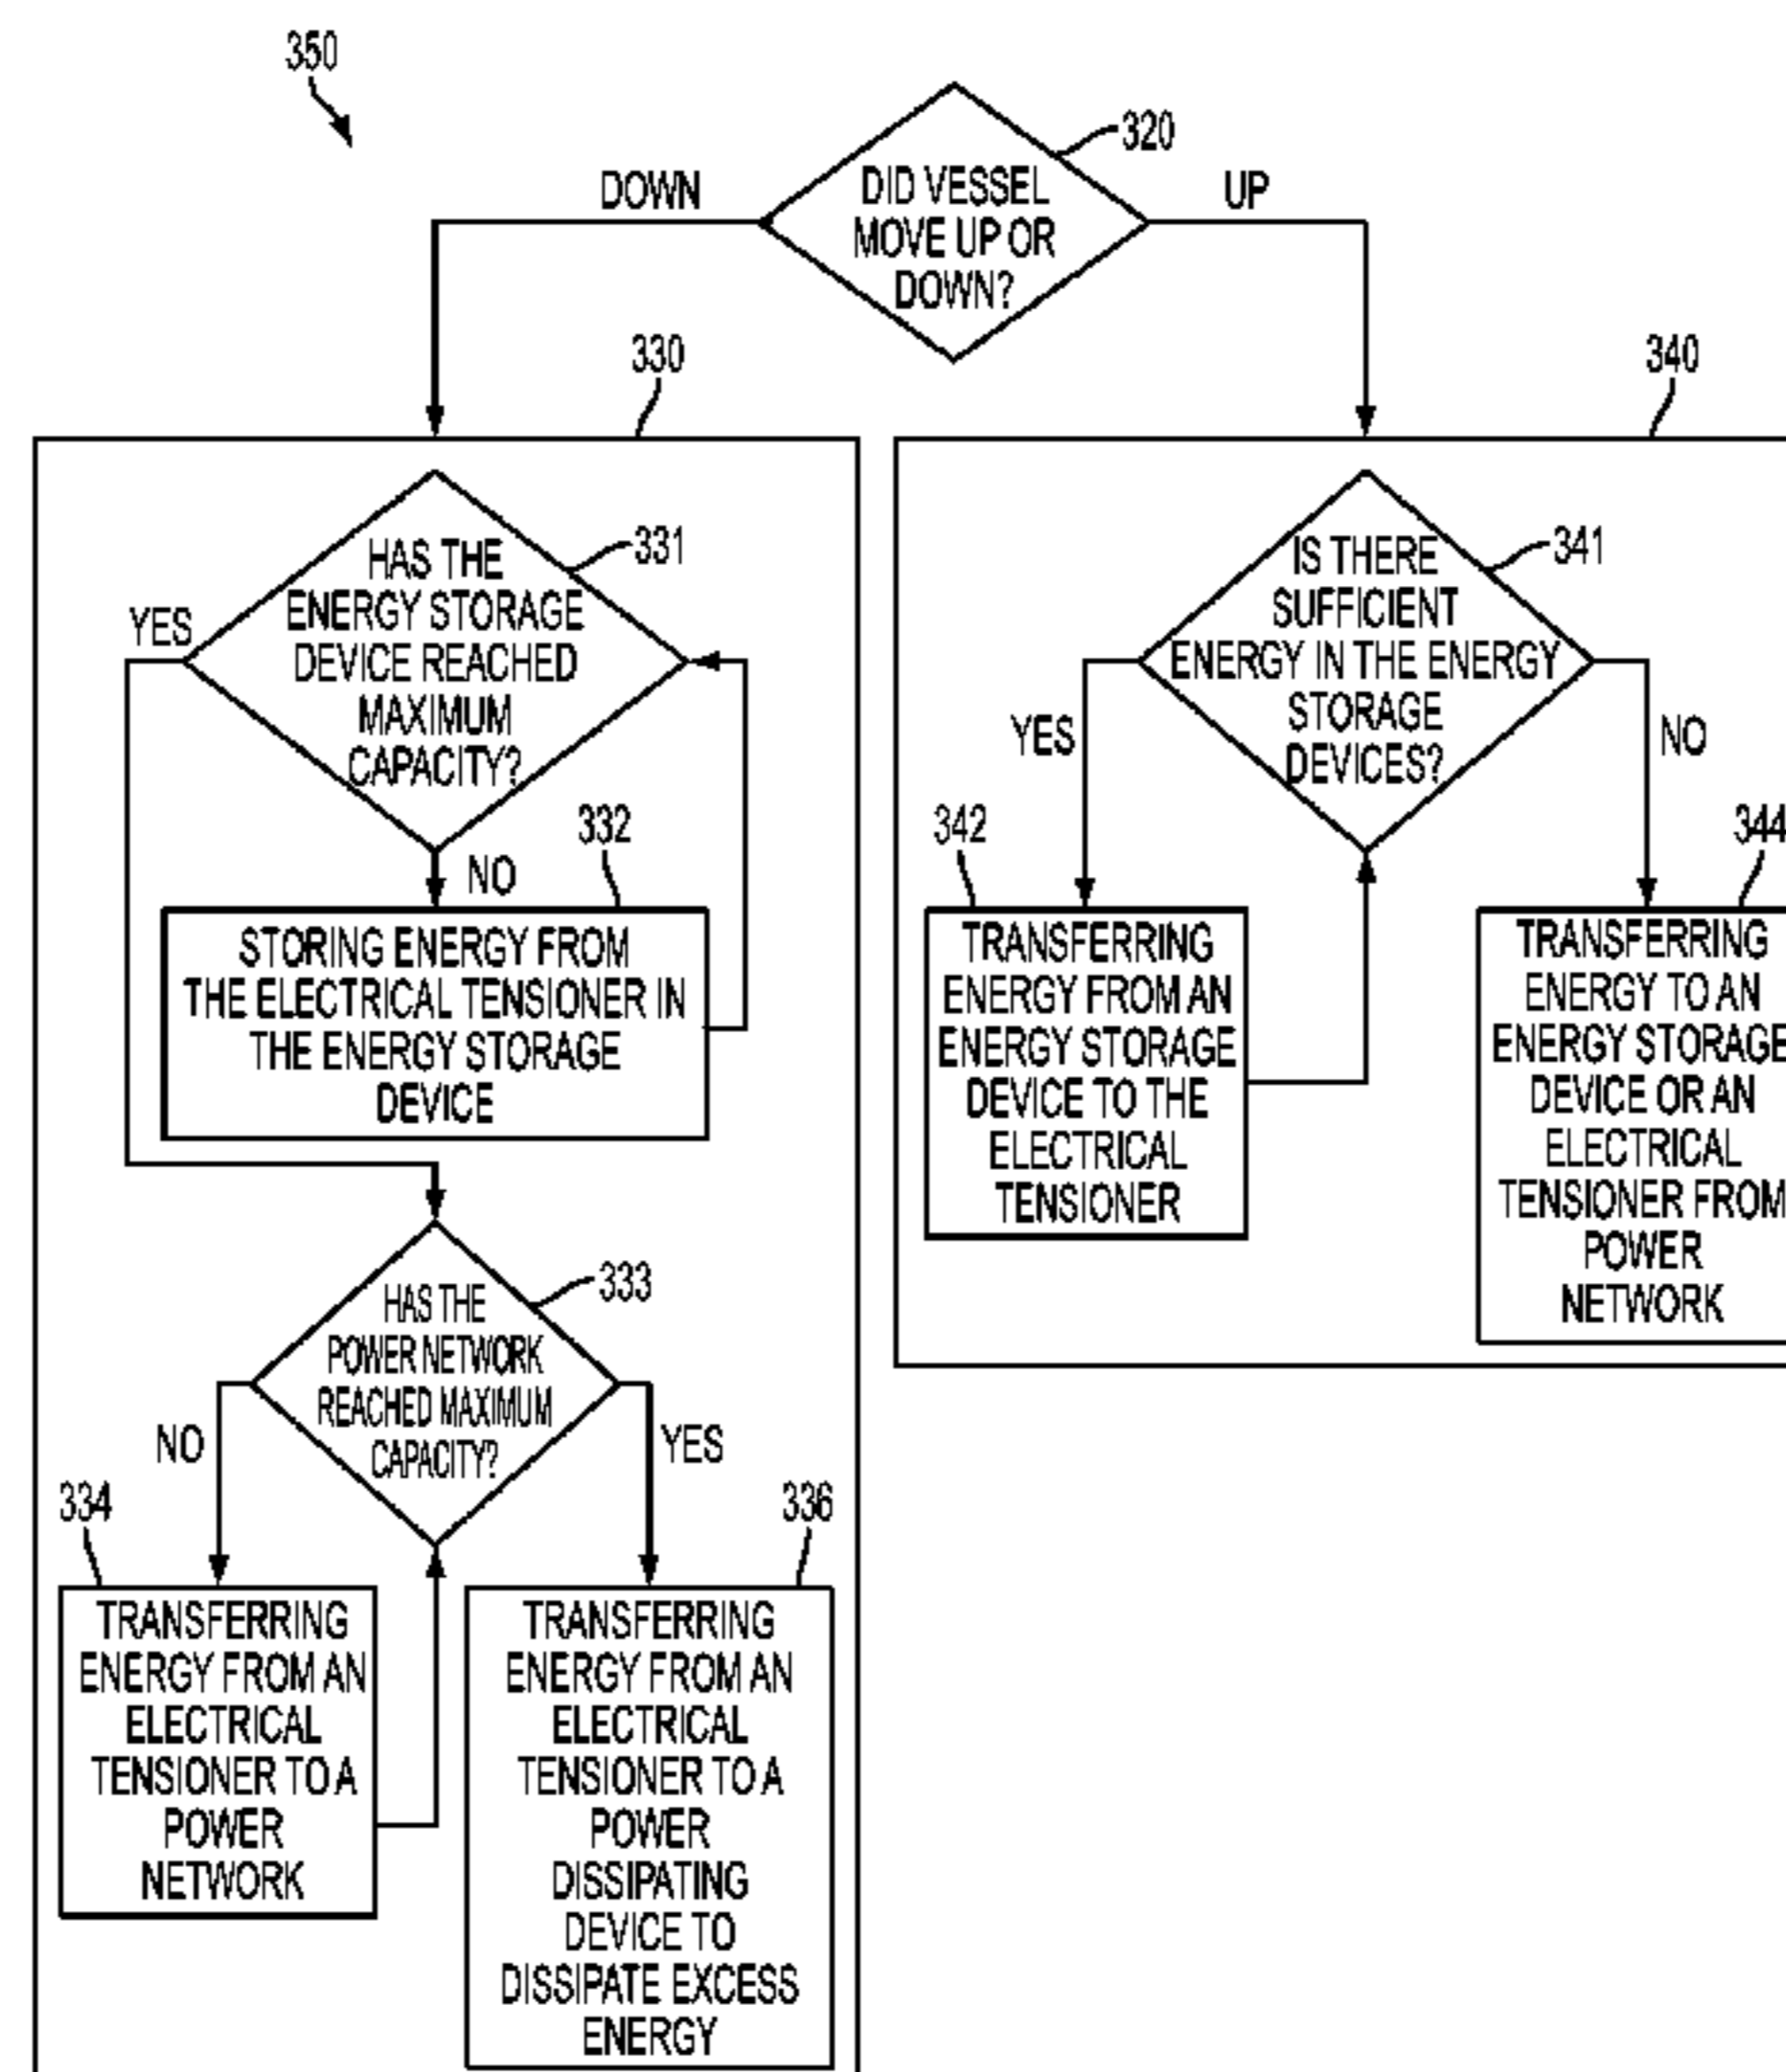 350
320
DID VESSEL
MOVE UP OR
DOWN?
DOWN
UP
330
340
331
HAS THE
ENERGY STORAGE
DEVICE REACHED
MAXIMUM
CAPACITY?
YES
NO
332
STORING ENERGY FROM
THE ELECTRICAL TENSIONER IN
THE ENERGY STORAGE
DEVICE
333
HAS THE
POWER NETWORK
REACHED MAXIMUM
CAPACITY?
NO
YES
334
TRANSFERRING
ENERGY FROM AN
ELECTRICAL
TENSIONER TO A
POWER
NETWORK
336
TRANSFERRING
ENERGY FROM AN
ELECTRICAL
TENSIONER TO A
POWER
DISSIPATING
DEVICE TO
DISSIPATE EXCESS
ENERGY
341
IS THERE
SUFFICIENT
ENERGY IN THE ENERGY
STORAGE
DEVICES?
YES
NO
342
TRANSFERRING
ENERGY FROM AN
ENERGY STORAGE
DEVICE TO THE
ELECTRICAL
TENSIONER
344
TRANSFERRING
ENERGY TO AN
ENERGY STORAGE
DEVICE OR AN
ELECTRICAL
TENSIONER FROM
POWER
NETWORK